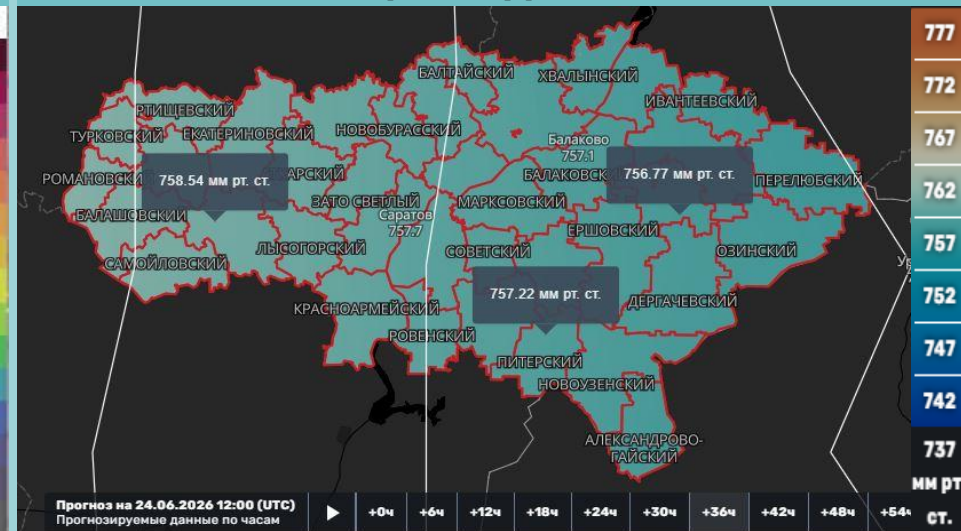 777
772
767
762
757
752
747
742
737
мм рт
ст.
БАЛТАЙСКИЙ
ХВАЛЫНСКИЙ
ИВАНТЕЕВСКИЙ
РТИЩЕВСКИЙ
ТУРКОВСКИЙ
ЕКАТЕРИНОВСКИЙ
НОВОБУРАССКИЙ
Балаково
757.1
РОМАНОВСКИ
758.54 мм рт. ст.
АРСКИЙ
БАЛАКОВСК
756.77 мм рт. ст.
ПЕРЕЛЮБСКИЙ
ЗАТО СВЕТЛЫЙ
МАРКСОВСКИЙ
БАЛАШОВСКИЙ
Саратов
757.7
ЕРШОВСКИЙ
ЛЫСОГОРСКИЙ
СОВЕТСКИЙ
ОЗИНСКИЙ
САМОЙЛОВСКИЙ
Ур
757.22 мм рт. ст.
КРАСНОАРМЕЙСКИЙ
ДЕРГАЧЕВСКИЙ
РОВЕНСКИЙ
ПИТЕРСКИЙ
НОВОУЗЕНСКИЙ
АЛЕКСАНДРОВО-
ГАЙСКИЙ
Прогноз на 24.06.2026 12:00 (UTC)
Прогнозируемые данные по часам
+0ч +6ч +12ч +18ч +24ч +30ч +36ч +42ч +48ч +54ч